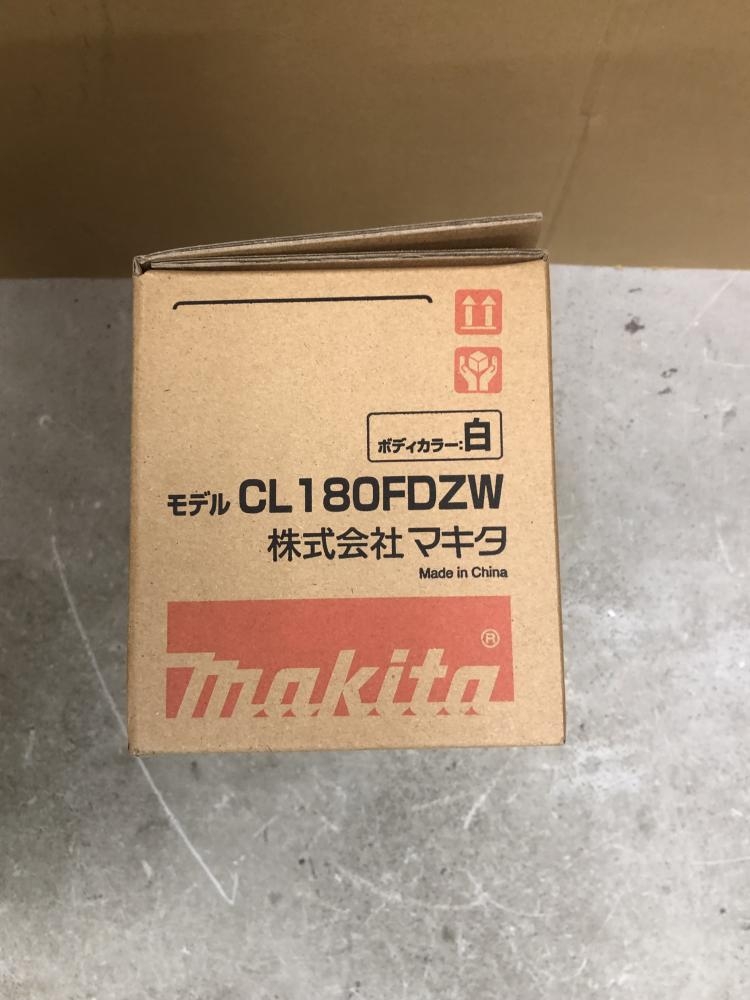 ボディカラー:白
モデル CL180FDZW
株式会社マキタ
Made in China
makita®